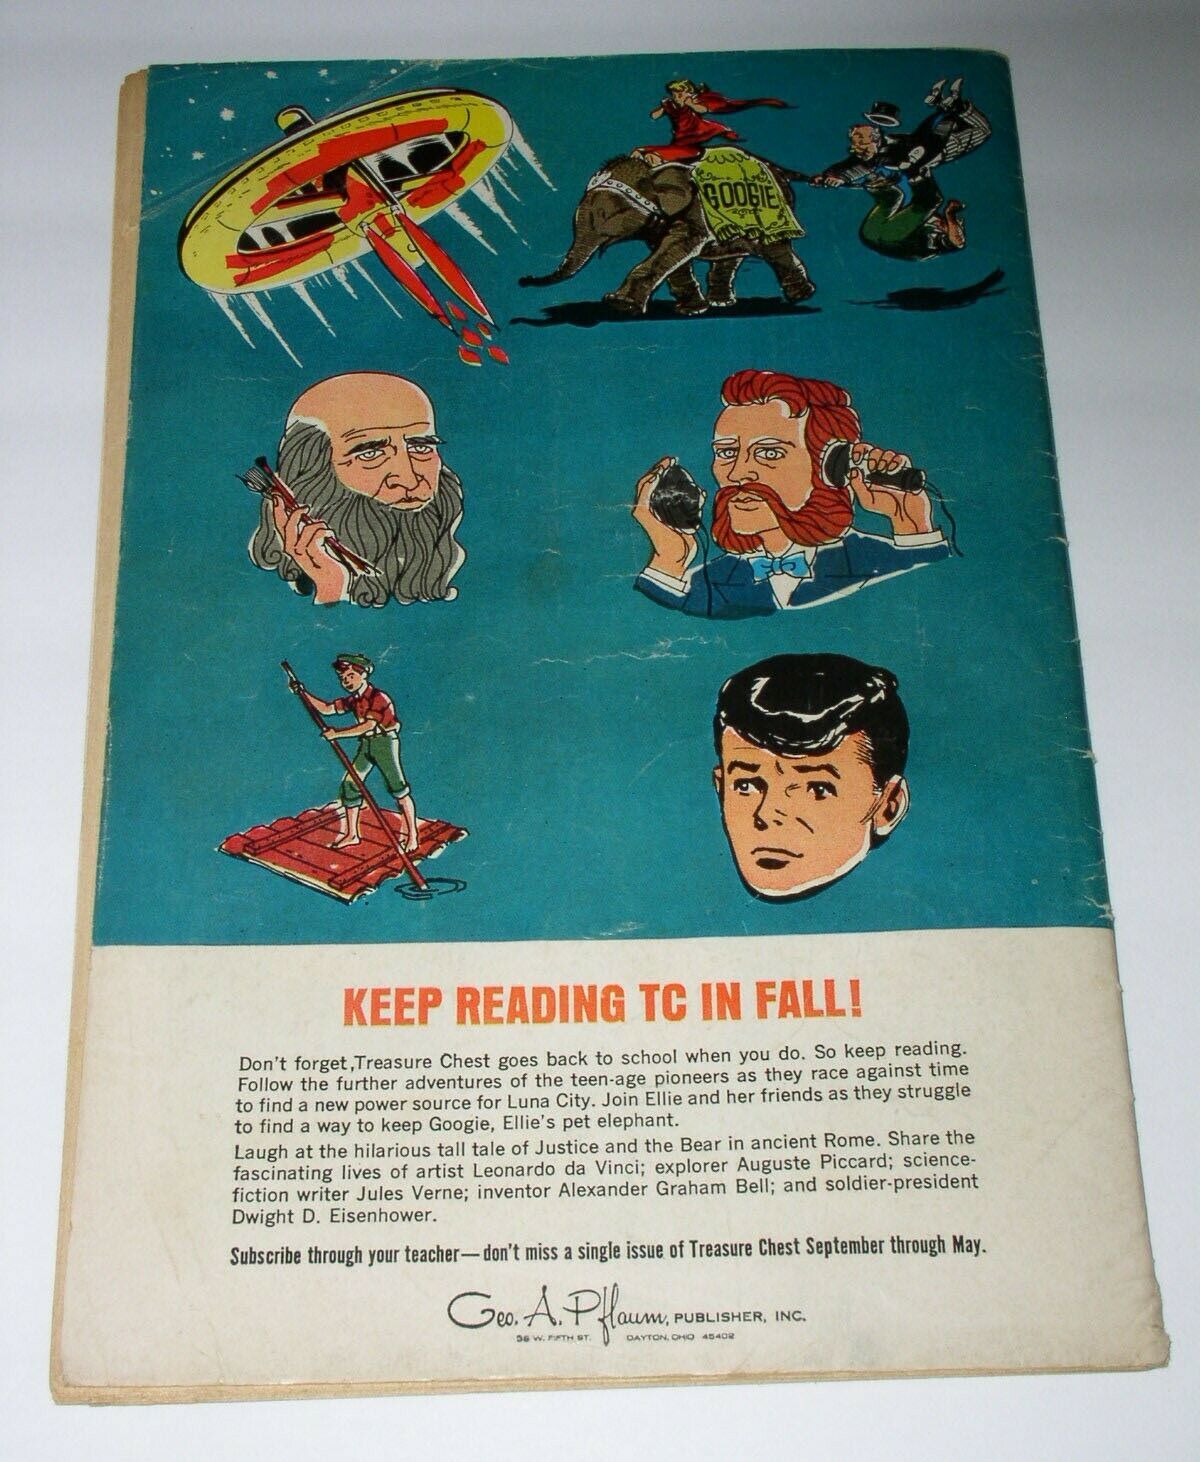 GOOGIE
KEEP READING TC IN FALL!
Don't forget,Treasure Chest goes back to school when you do. So keep reading.
Follow the further adventures of the teen-age pioneers as they race against time
to find a new power source for Luna City. Join Ellie and her friends as they struggle
to find a way to keep Googie, Ellie's pet elephant.
Laugh at the hilarious tall tale of Justice and the Bear in ancient Rome. Share the
fascinating lives of artist Leonardo da Vinci; explorer Auguste Piccard; science-
fiction writer Jules Verne; inventor Alexander Graham Bell; and soldier-president
Dwight D. Eisenhower.
Subscribe through your teacher—don't miss a single issue of Treasure Chest September through May.
Geo. A. Pflaum, PUBLISHER, INC.
38 W. FIFTH ST. DAYTON, OHIO 45402